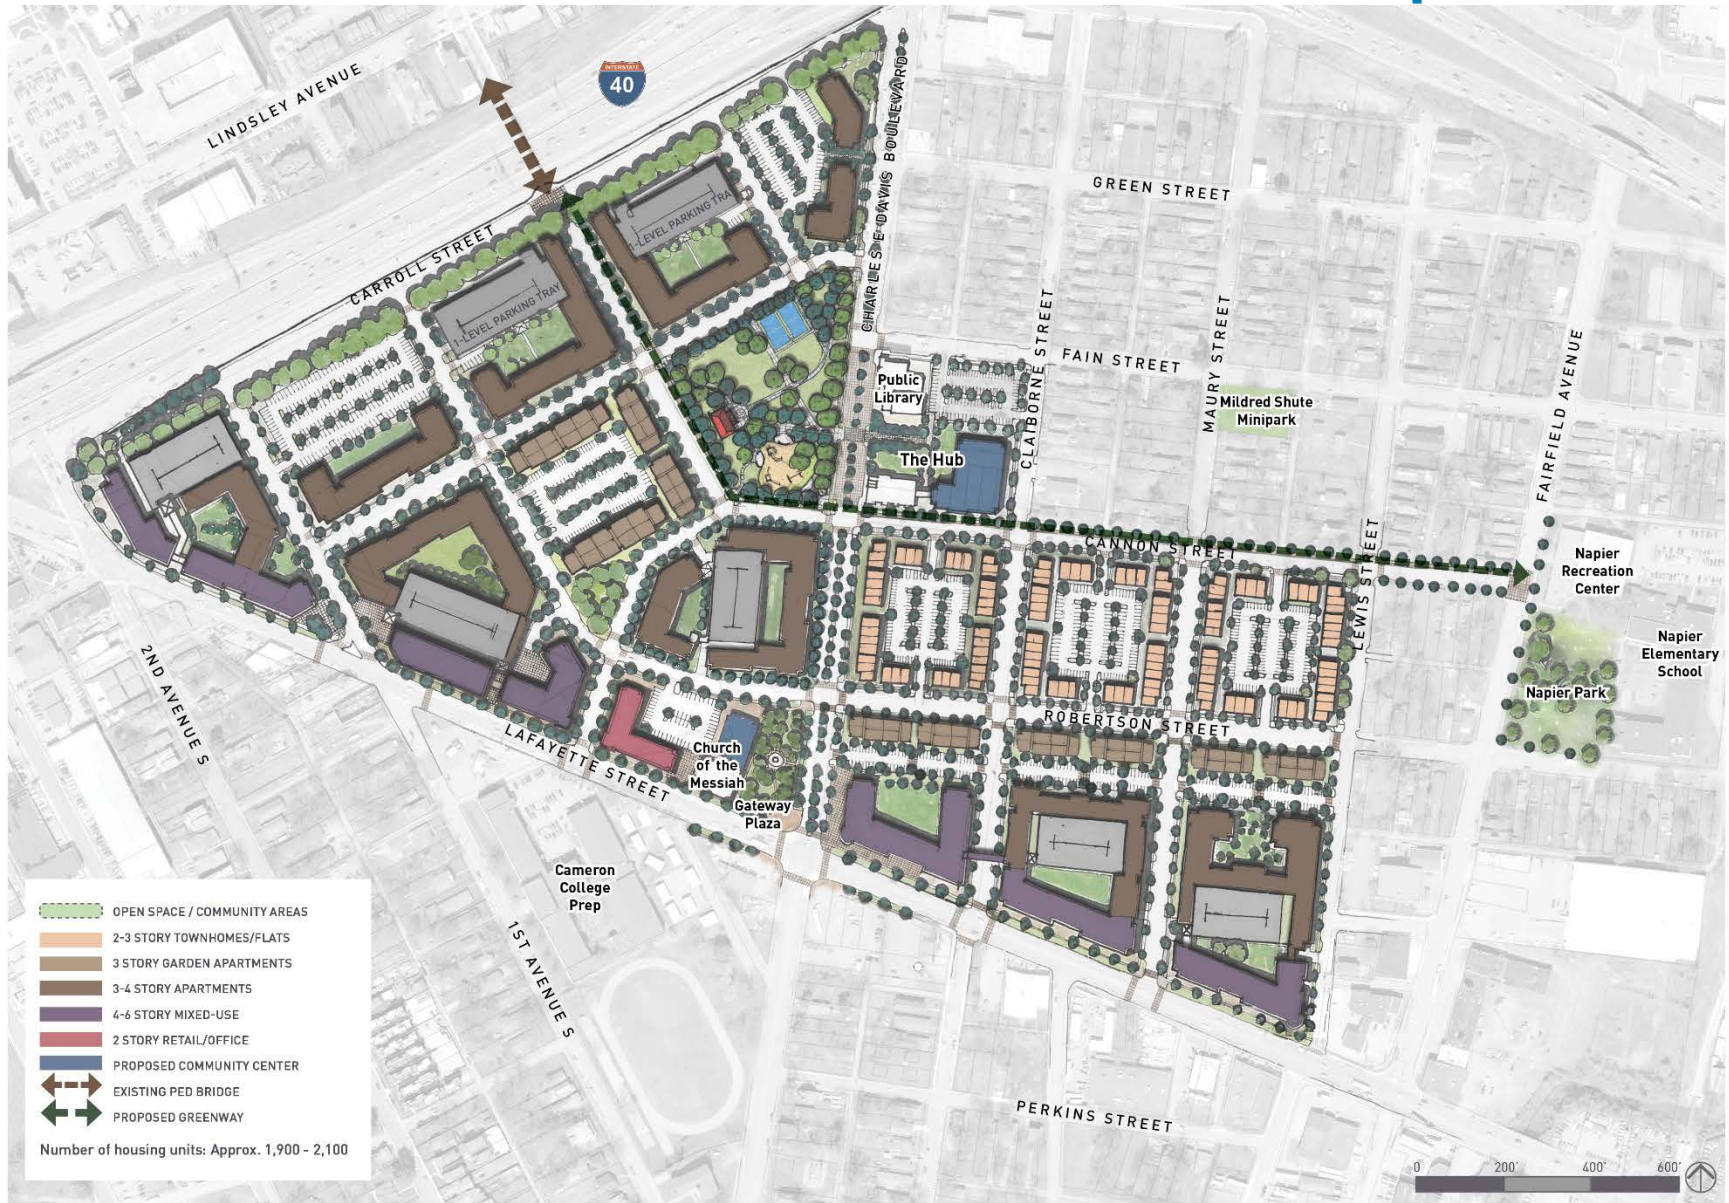 LINDSLEY AVENUE
INTERSTATE
40
CARROLL STREET
1-LEVEL PARKING TRA
1-LEVEL PARKING TRAY
CHARLES E DAVIS BOULEVARD
GREEN STREET
CLAIBORNE STREET
FAIN STREET
MAURY STREET
FAIRFIELD AVENUE
Public
Library
Mildred Shute
Minipark
The Hub
CANNON STREET
LEWIS STREET
Napier
Recreation
Center
Napier
Elementary
School
Napier Park
2ND AVENUE S
LAFAYETTE STREET
ROBERTSON STREET
Church
of the
Messiah
Gateway
Plaza
Cameron
College
Prep
1ST AVENUE S
PERKINS STREET
OPEN SPACE / COMMUNITY AREAS
2-3 STORY TOWNHOMES/FLATS
3 STORY GARDEN APARTMENTS
3-4 STORY APARTMENTS
4-6 STORY MIXED-USE
2 STORY RETAIL/OFFICE
PROPOSED COMMUNITY CENTER
EXISTING PED BRIDGE
PROPOSED GREENWAY
Number of housing units: Approx. 1,900 - 2,100
0 200' 400' 600'